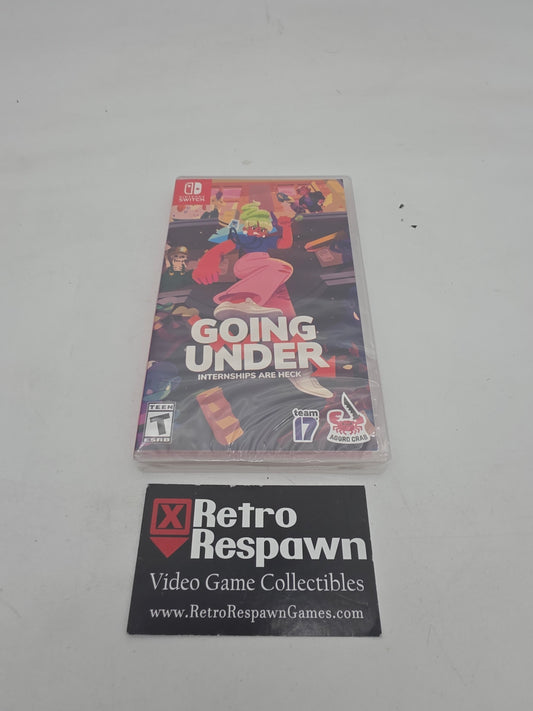 NINTENDO
SWITCH
GOING
UNDER
INTERNSHIPS ARE HECK
TEEN
T
ESRB
team
17
AGGRO CRAB
X Retro
Respawn
Video Game Collectibles
www.RetroRespawnGames.com